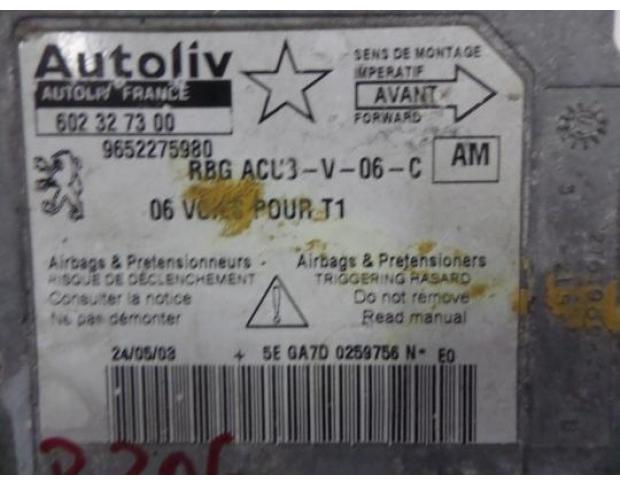 Autoliv
AUTOLIV FRANCE
602 32 73 00
9652275980
SENS DE MONTAGE
IMPERATIF
AVANT
FORWARD
RBG ACU3-V-06-C
AM
06 VOIES POUR T1
Airbags & Pretensionneurs - Airbags & Pretensioners
RISQUE DE DÉCLENCHEMENT
TRIGGERING HASARD
Consulter la notice
Do not remove
Ne pas démonter
Read manual
24/05/03 + 5E GA7D 0259756 N- E0